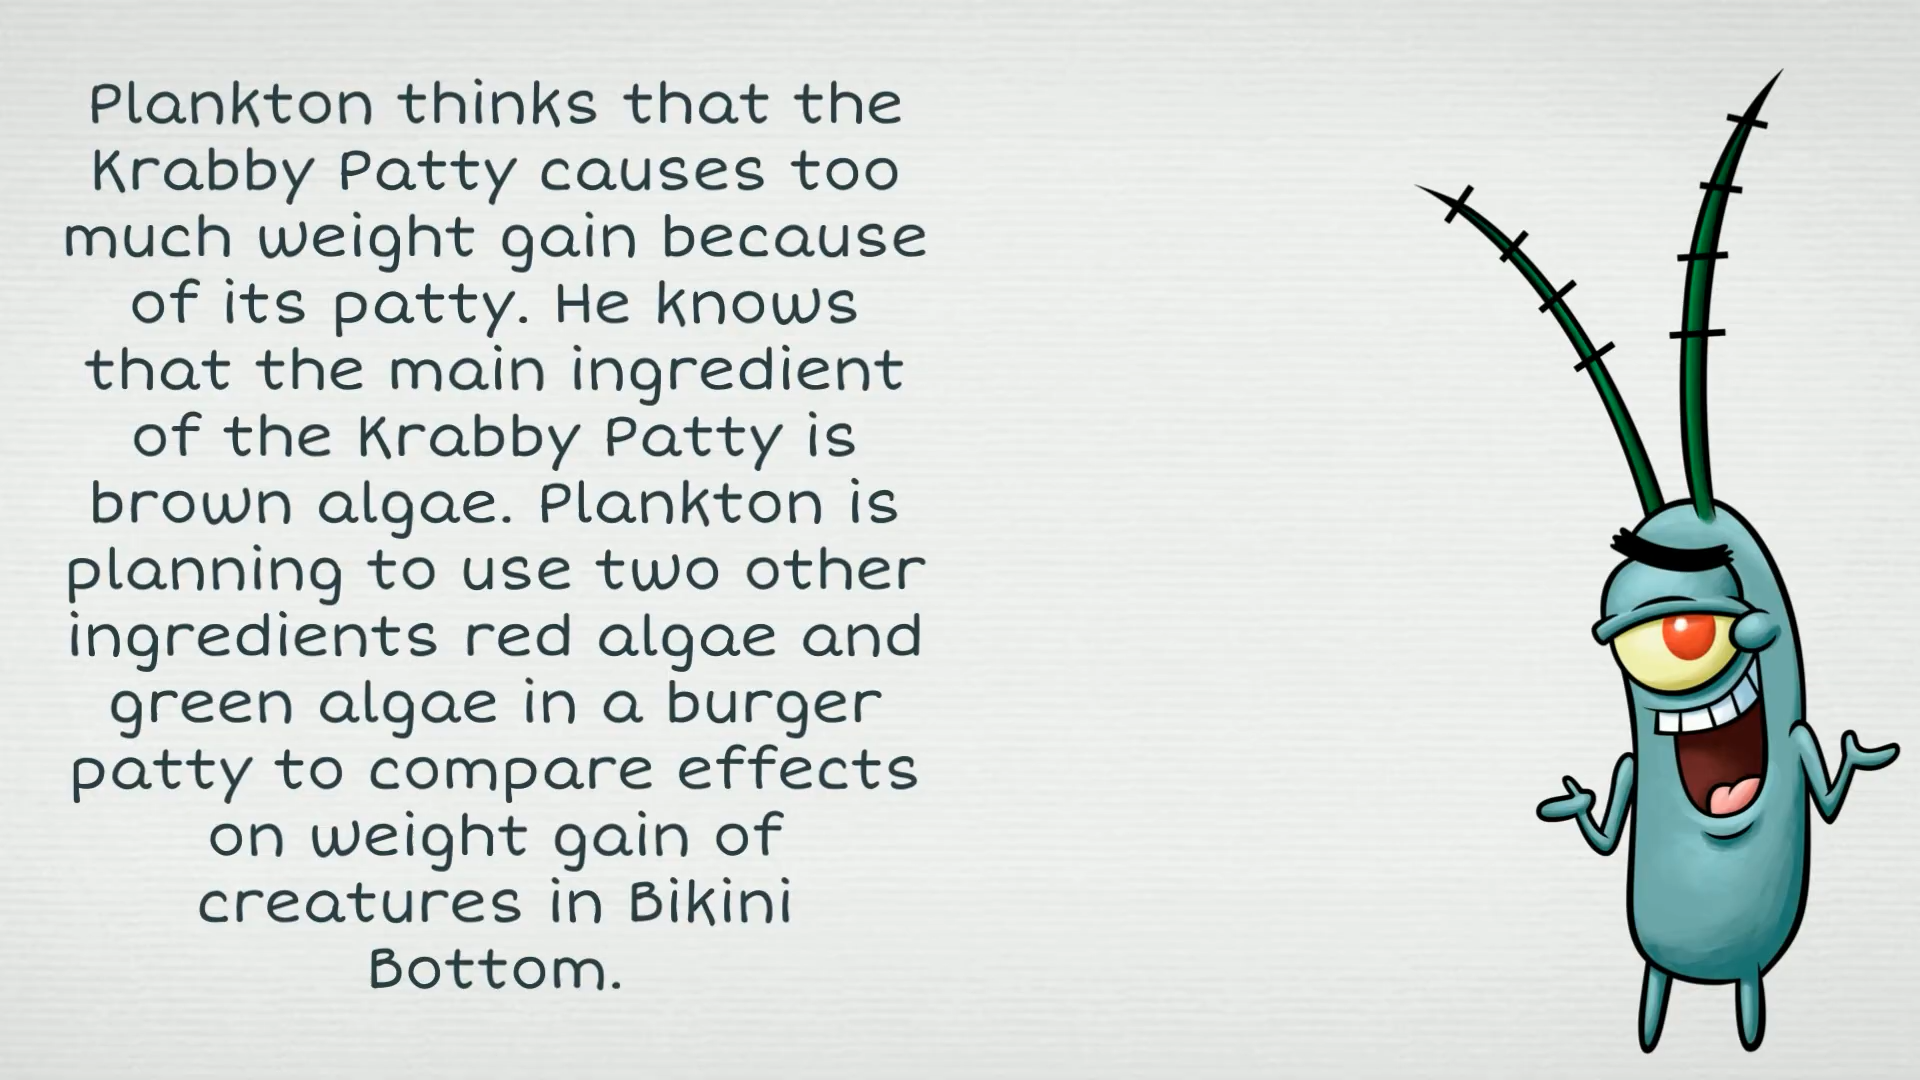 Plankton thinks that the
Krabby Patty causes too
much weight gain because
of its patty. He knows
that the main ingredient
of the Krabby Patty is
brown algae. Plankton is
planning to use two other
ingredients red algae and
green algae in a burger
patty to compare effects
on weight gain of
creatures in Bikini
Bottom.